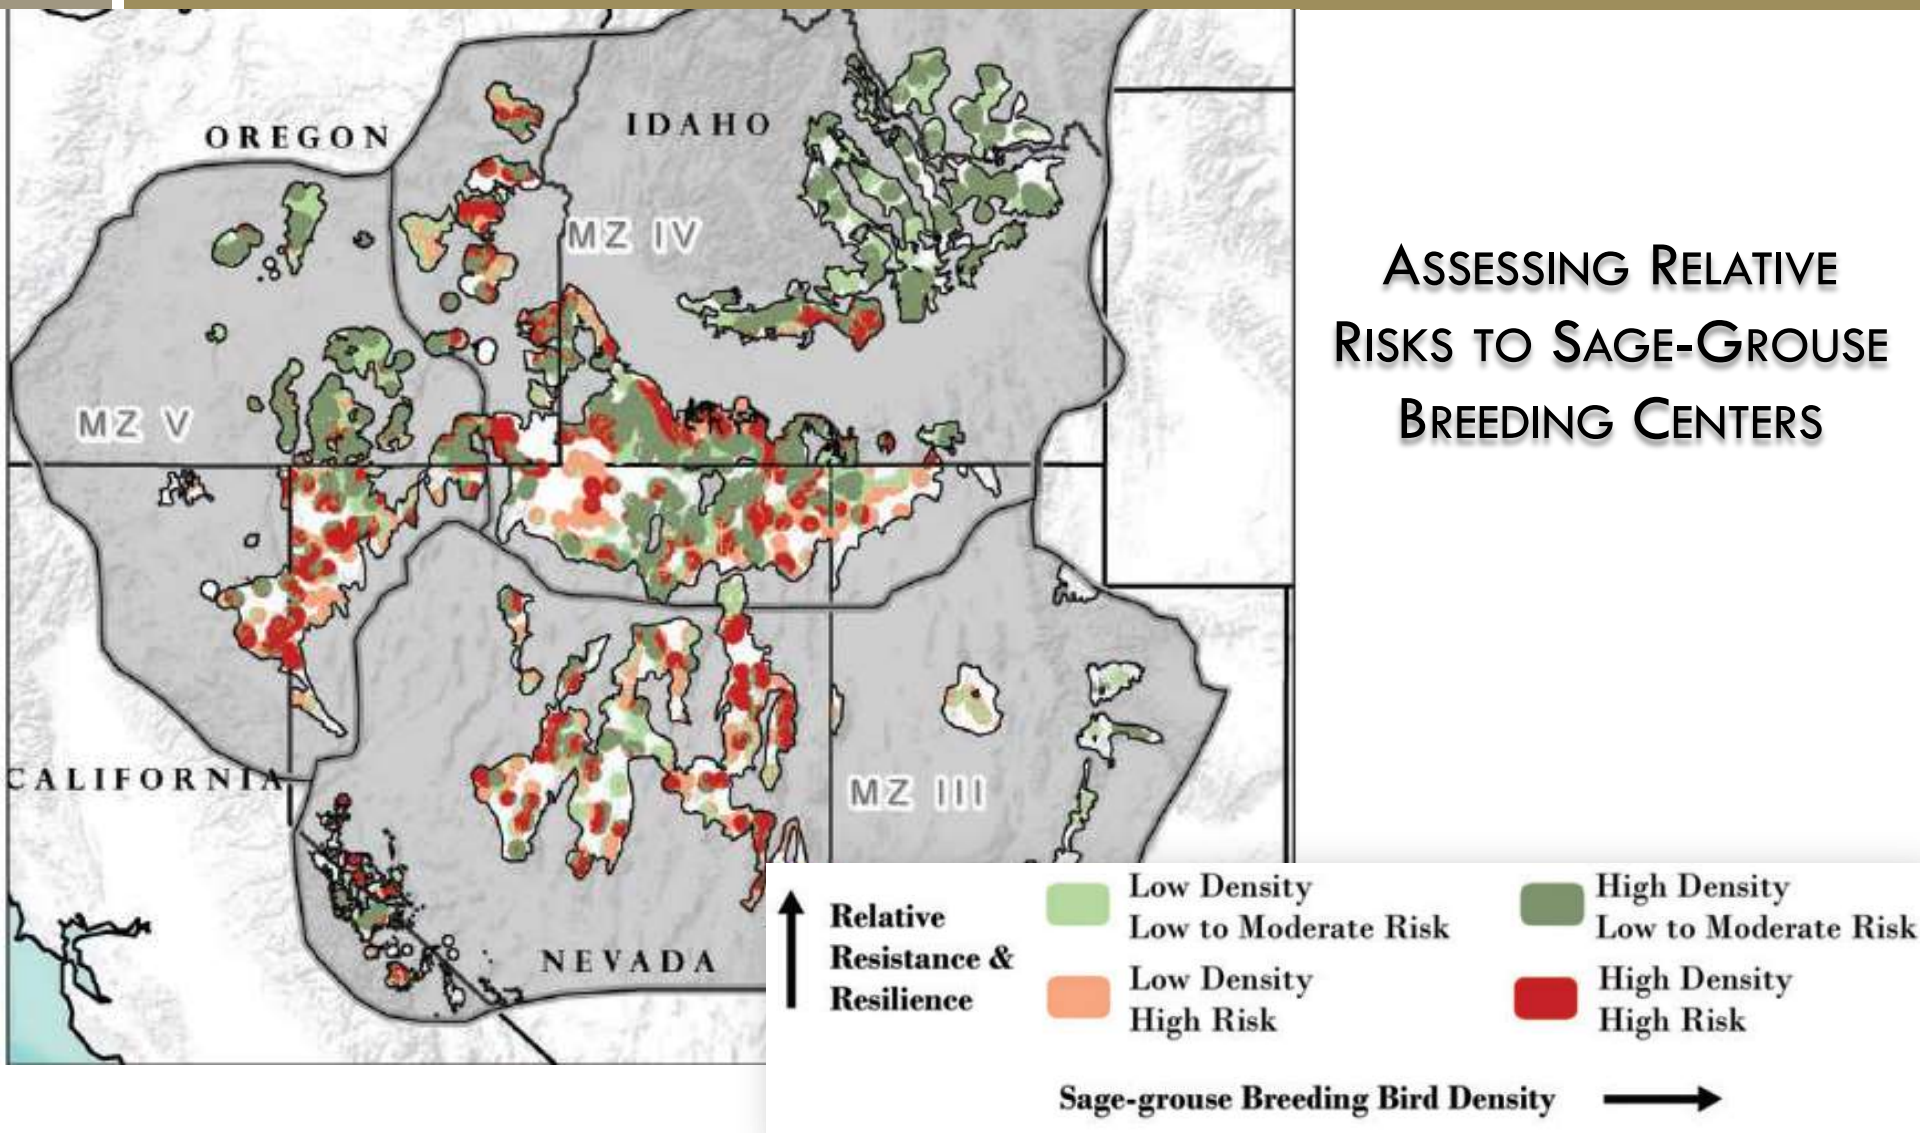 OREGON
IDAHO
MZ IV
MZ V
CALIFORNIA
MZ III
NEVADA
Assessing Relative
Risks to Sage-Grouse
Breeding Centers
Relative
Resistance &
Resilience
Low Density
Low to Moderate Risk
High Density
Low to Moderate Risk
Low Density
High Risk
High Density
High Risk
Sage-grouse Breeding Bird Density